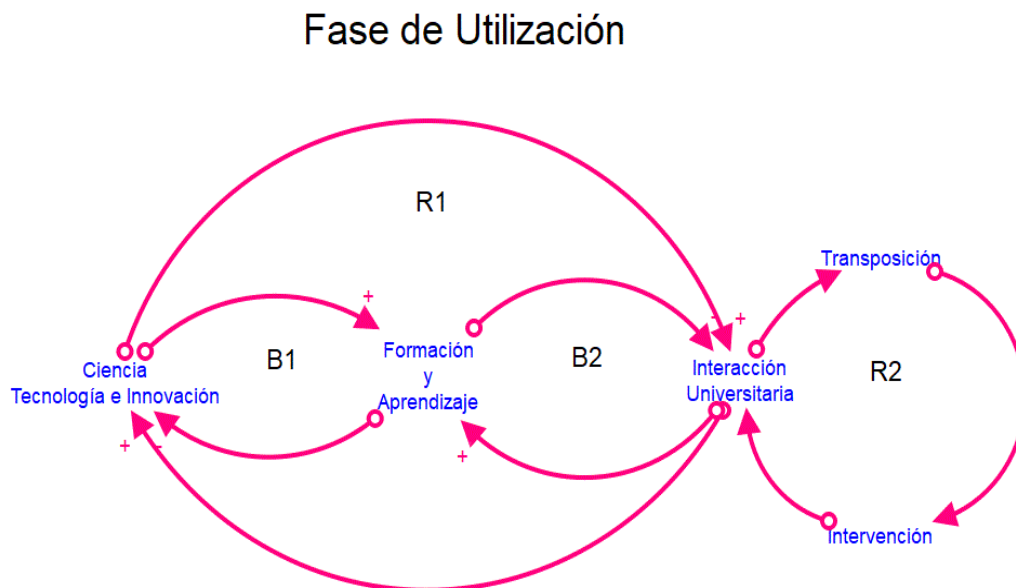 Fase de Utilización
R1
Transposición
+
- +
Formación
y
Aprendizaje
B1
B2
R2
Ciencia
Tecnología e Innovación
Interacción
Universitaria
+ -
+
Intervención